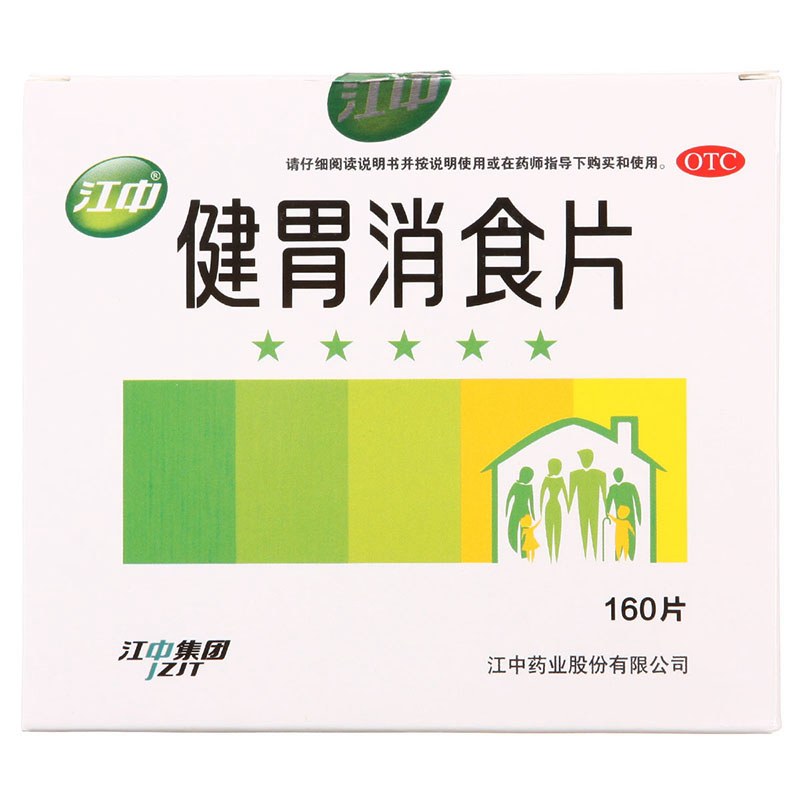 江中
请仔细阅读说明书并按说明使用或在药师指导下购买和使用。
OTC
江中®
健胃消食片
160片
江中集团
JZJT
江中药业股份有限公司